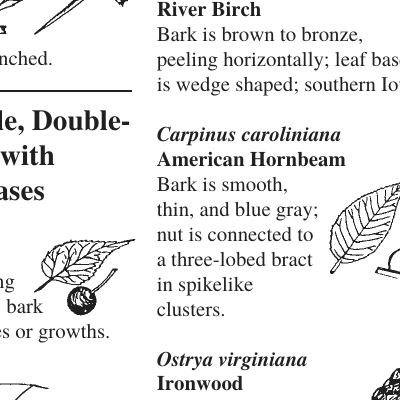 nched.
le, Double-
with
ases
ng
bark
es or growths.
River Birch
Bark is brown to bronze,
peeling horizontally; leaf bas
is wedge shaped; southern Io
Carpinus caroliniana
American Hornbeam
Bark is smooth,
thin, and blue gray;
nut is connected to
a three-lobed bract
in spikelike
clusters.
Ostrya virginiana
Ironwood